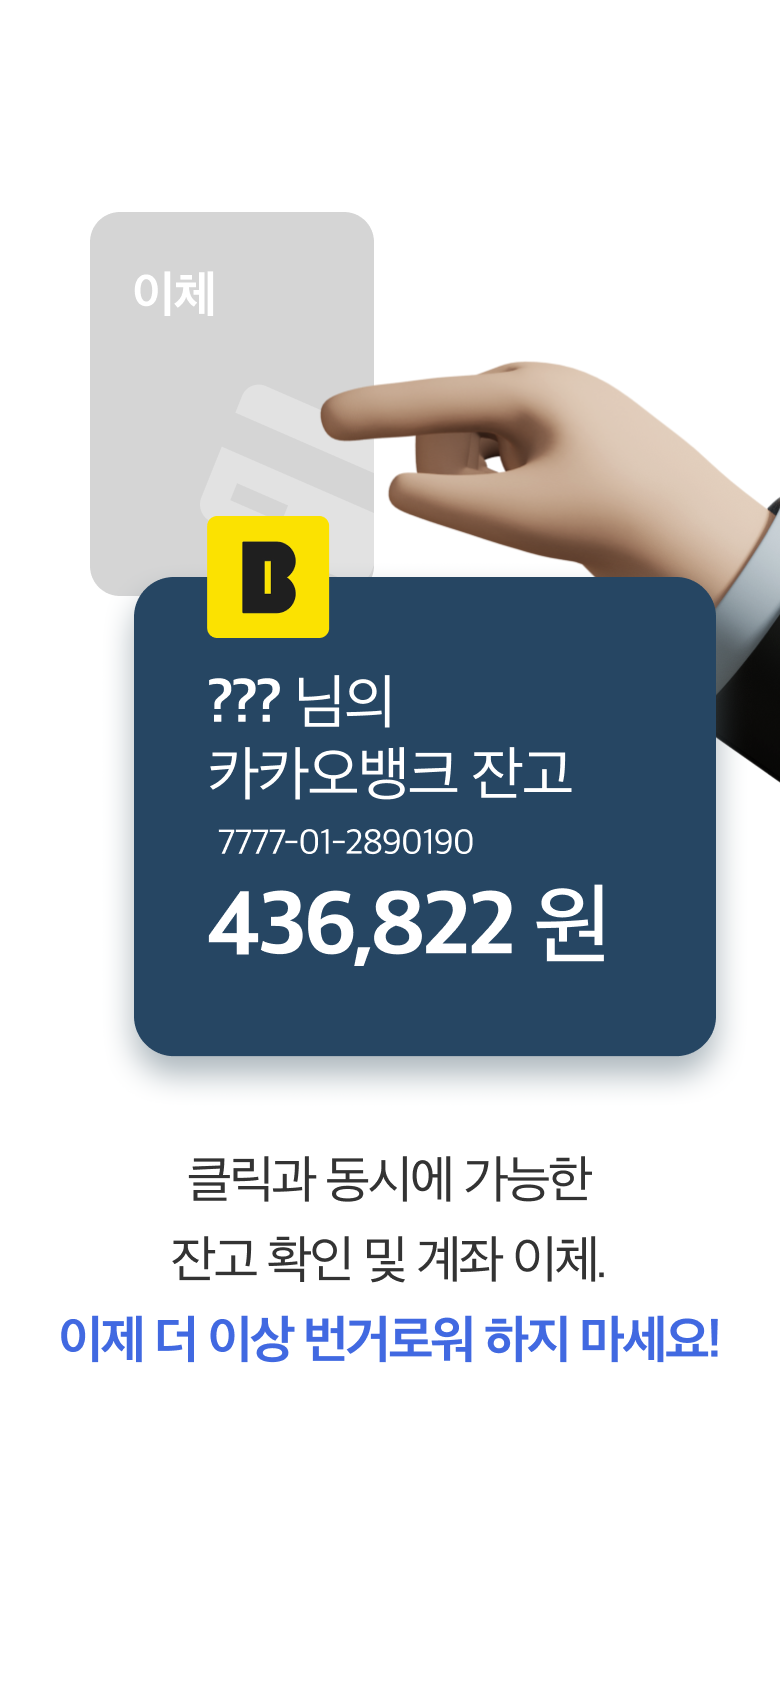 이체
B
??? 님의
카카오뱅크 잔고
7777-01-2890190
436,822 원
클릭과 동시에 가능한
잔고 확인 및 계좌 이체.
이제 더 이상 번거로워 하지 마세요!